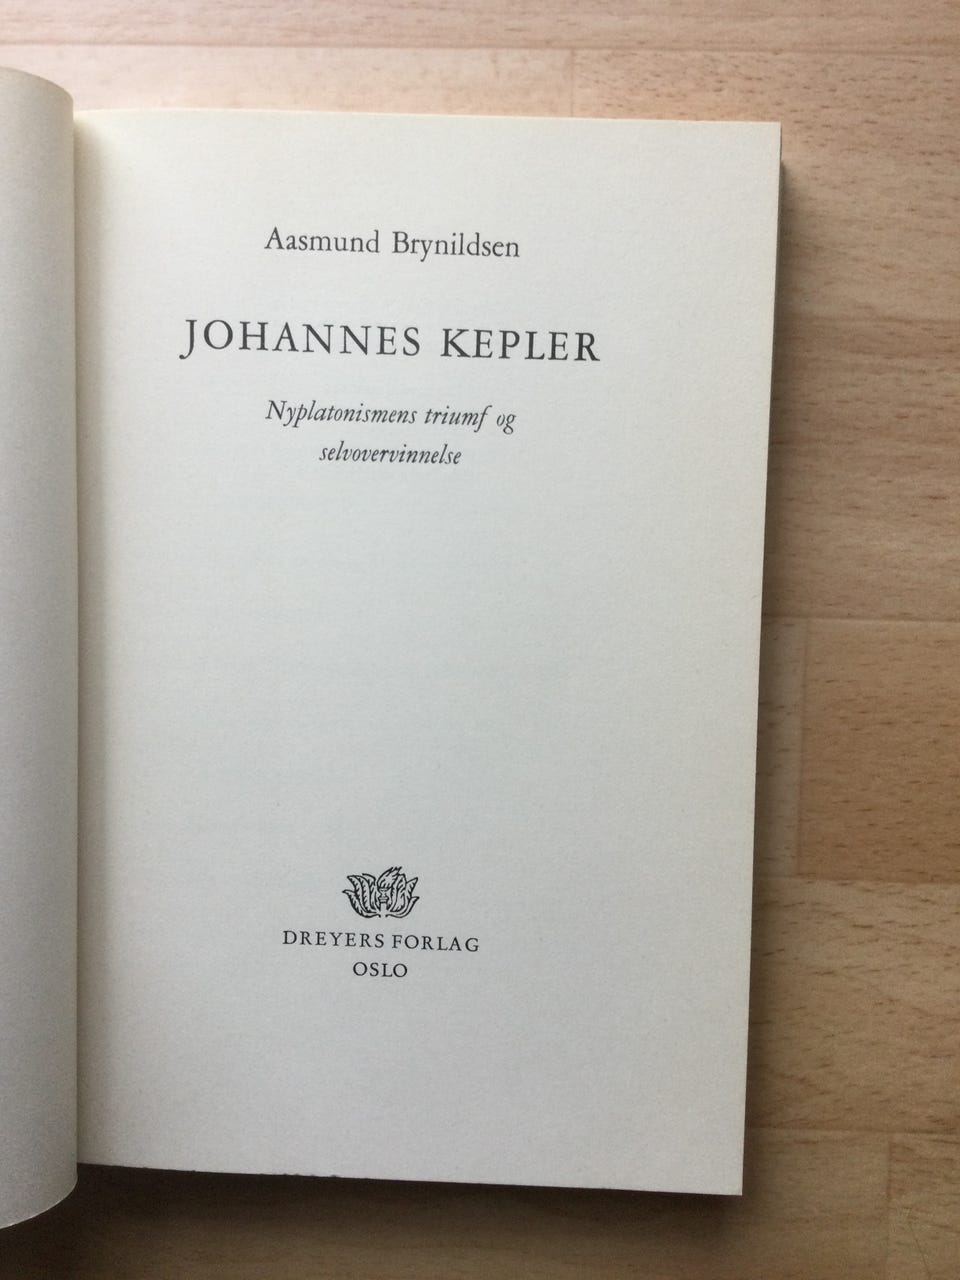 Aasmund Brynildsen
JOHANNES KEPLER
Nyplatonismens triumf og
selvovervinnelse
DREYERS FORLAG
OSLO